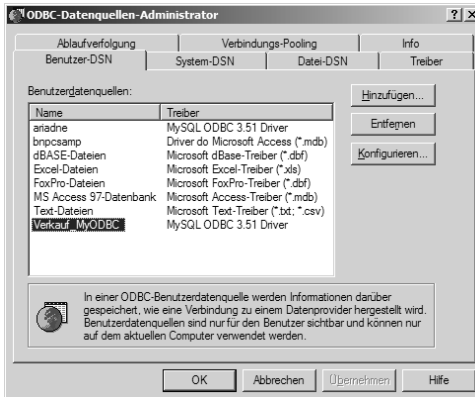 ODBC-Datenquellen-Administrator
Ablaufverfolgung Verbindungs-Pooling Info
Benutzer-DSN System-DSN Datei-DSN Treiber
Benutzerdatenquellen:
Name Treiber
ariadne MySQL ODBC 3.51 Driver
bnpcsamp Driver do Microsoft Access (*.mdb)
dBASE-Dateien Microsoft dBase-Treiber (*.dbf)
Excel-Dateien Microsoft Excel-Treiber (*.xls)
FoxPro-Dateien Microsoft FoxPro-Treiber (*.dbf)
MS Access 97-Datenbank Microsoft Access-Treiber (*.mdb)
Text-Dateien Microsoft Text-Treiber (*.txt; *.csv)
Verkauf_MyODBC MySQL ODBC 3.51 Driver
Hinzufügen...
Entfernen
Konfigurieren...
In einer ODBC-Benutzerdatenquelle werden Informationen darüber
gespeichert, wie eine Verbindung zu einem Datenprovider hergestellt wird.
Benutzerdatenquellen sind nur für den Benutzer sichtbar und können nur
auf dem aktuellen Computer verwendet werden.
OK Abbrechen Übernehmen Hilfe